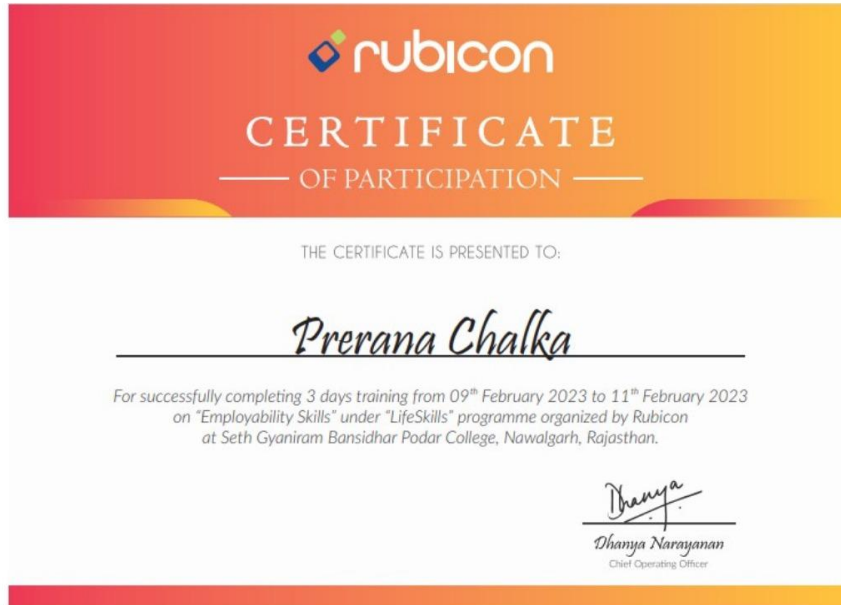 rubicon
CERTIFICATE
OF PARTICIPATION
THE CERTIFICATE IS PRESENTED TO:
Prerana Chalka
For successfully completing 3 days training from 09th February 2023 to 11th February 2023
on "Employability Skills" under "LifeSkills" programme organized by Rubicon
at Seth Gyaniram Bansidhar Podar College, Nawalgarh, Rajasthan.
Dhanya
Dhanya Narayanan
Chief Operating Officer